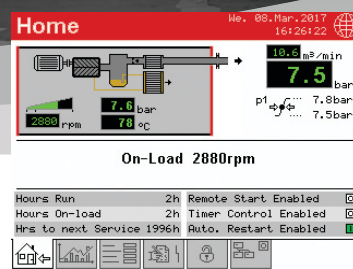 Home
We. 08.Mar.2017
16:26:22
10.6 m³/min
7.5 bar
7.6 bar
2880 rpm
78 °C
p1 7.8bar
7.5bar
On-Load 2880rpm
Hours Run 2h Remote Start Enabled
Hours On-load 2h Timer Control Enabled
Hrs to next Service 1996h Auto. Restart Enabled